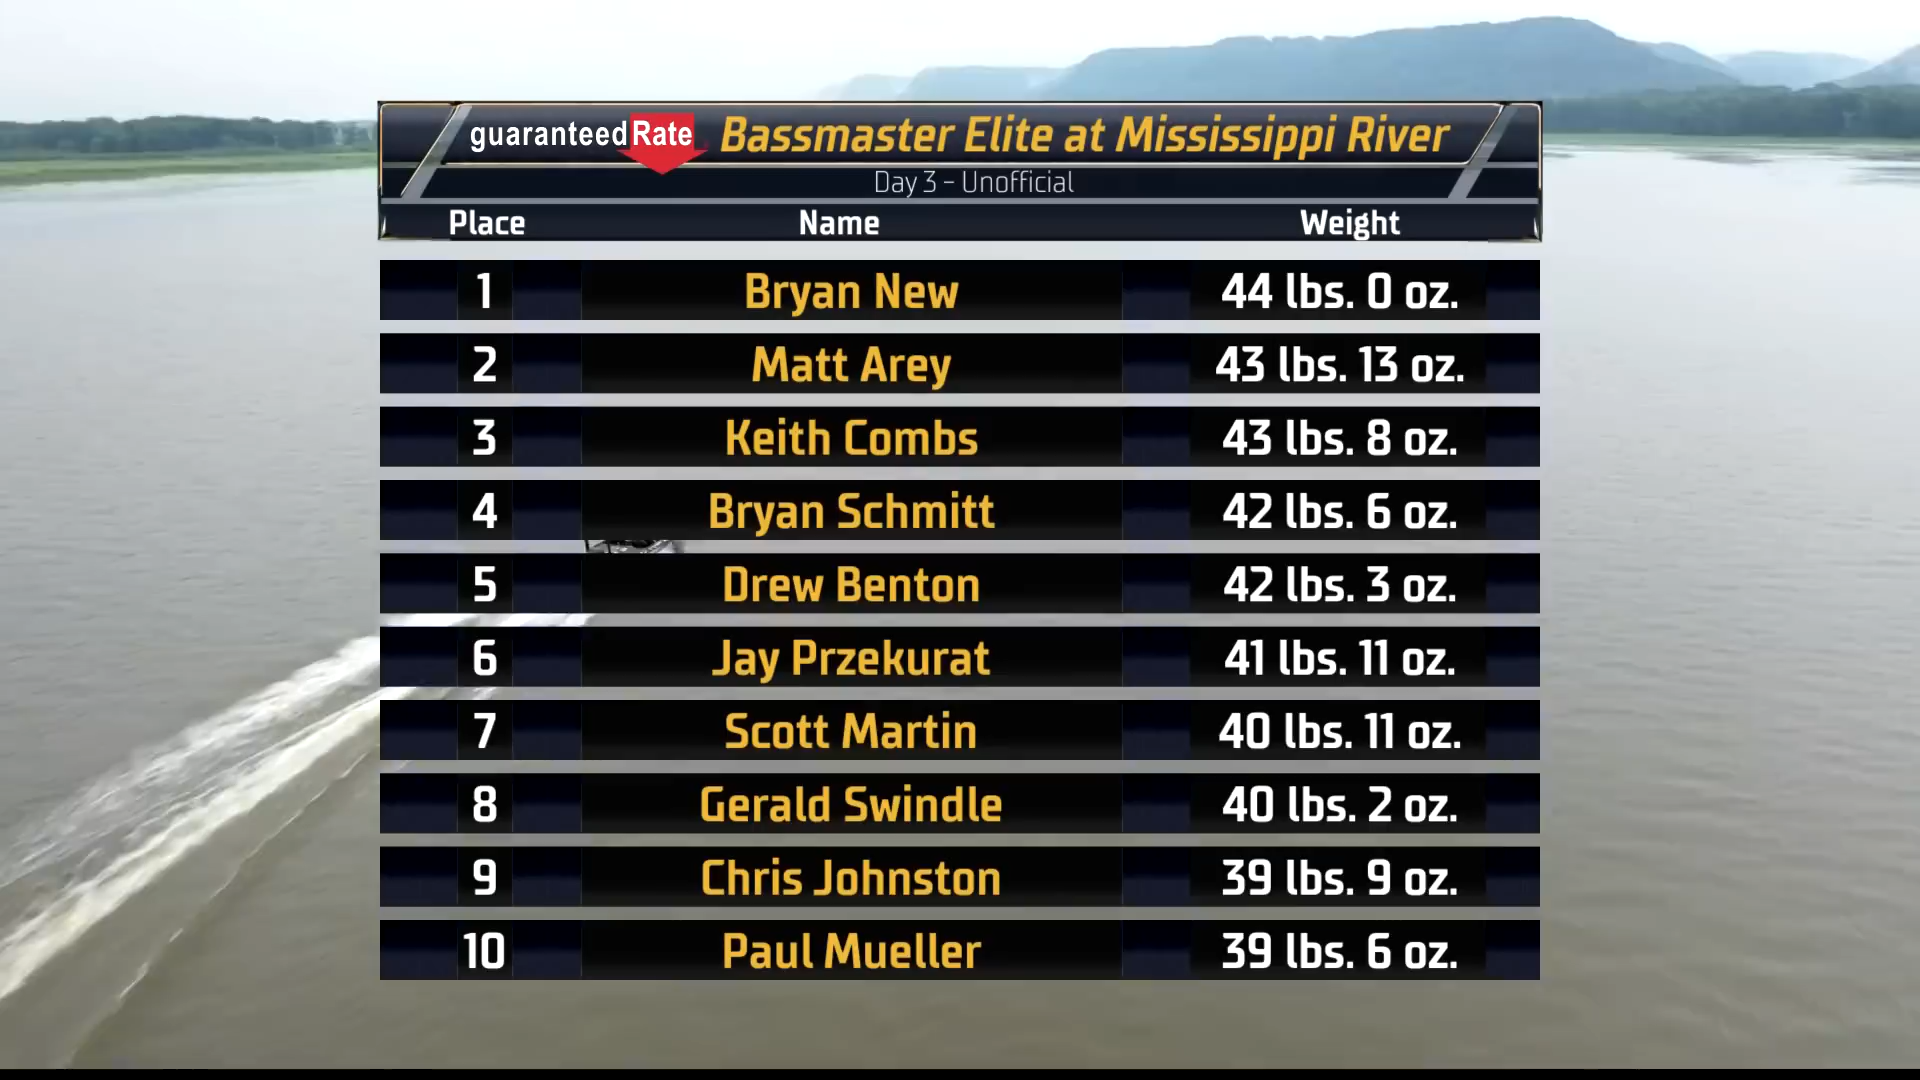 guaranteedRate Bassmaster Elite at Mississippi River
Day 3 – Unofficial
Place Name Weight
1 Bryan New 44 lbs. 0 oz.
2 Matt Arey 43 lbs. 13 oz.
3 Keith Combs 43 lbs. 8 oz.
4 Bryan Schmitt 42 lbs. 6 oz.
5 Drew Benton 42 lbs. 3 oz.
6 Jay Przekurat 41 lbs. 11 oz.
7 Scott Martin 40 lbs. 11 oz.
8 Gerald Swindle 40 lbs. 2 oz.
9 Chris Johnston 39 lbs. 9 oz.
10 Paul Mueller 39 lbs. 6 oz.